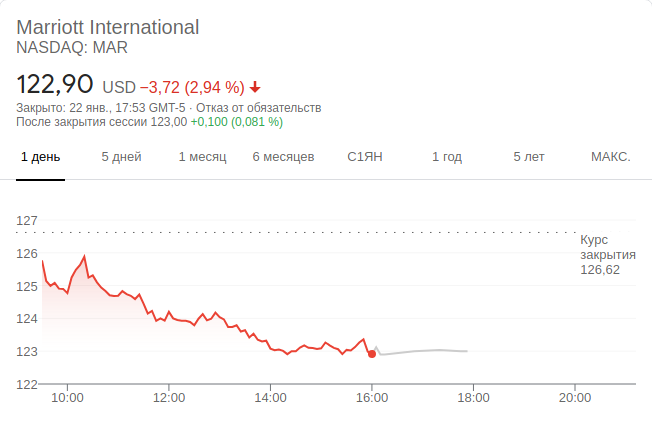 Marriott International
NASDAQ: MAR
122,90 USD −3,72 (2,94 %)
Закрыто: 22 янв., 17:53 GMT-5 · Отказ от обязательств
После закрытия сессии 123,00 +0,100 (0,081 %)
1 день 5 дней 1 месяц 6 месяцев С1ЯН 1 год 5 лет МАКС.
127
Курс
закрытия
126,62
126
125
124
123
122
10:00 12:00 14:00 16:00 18:00 20:00